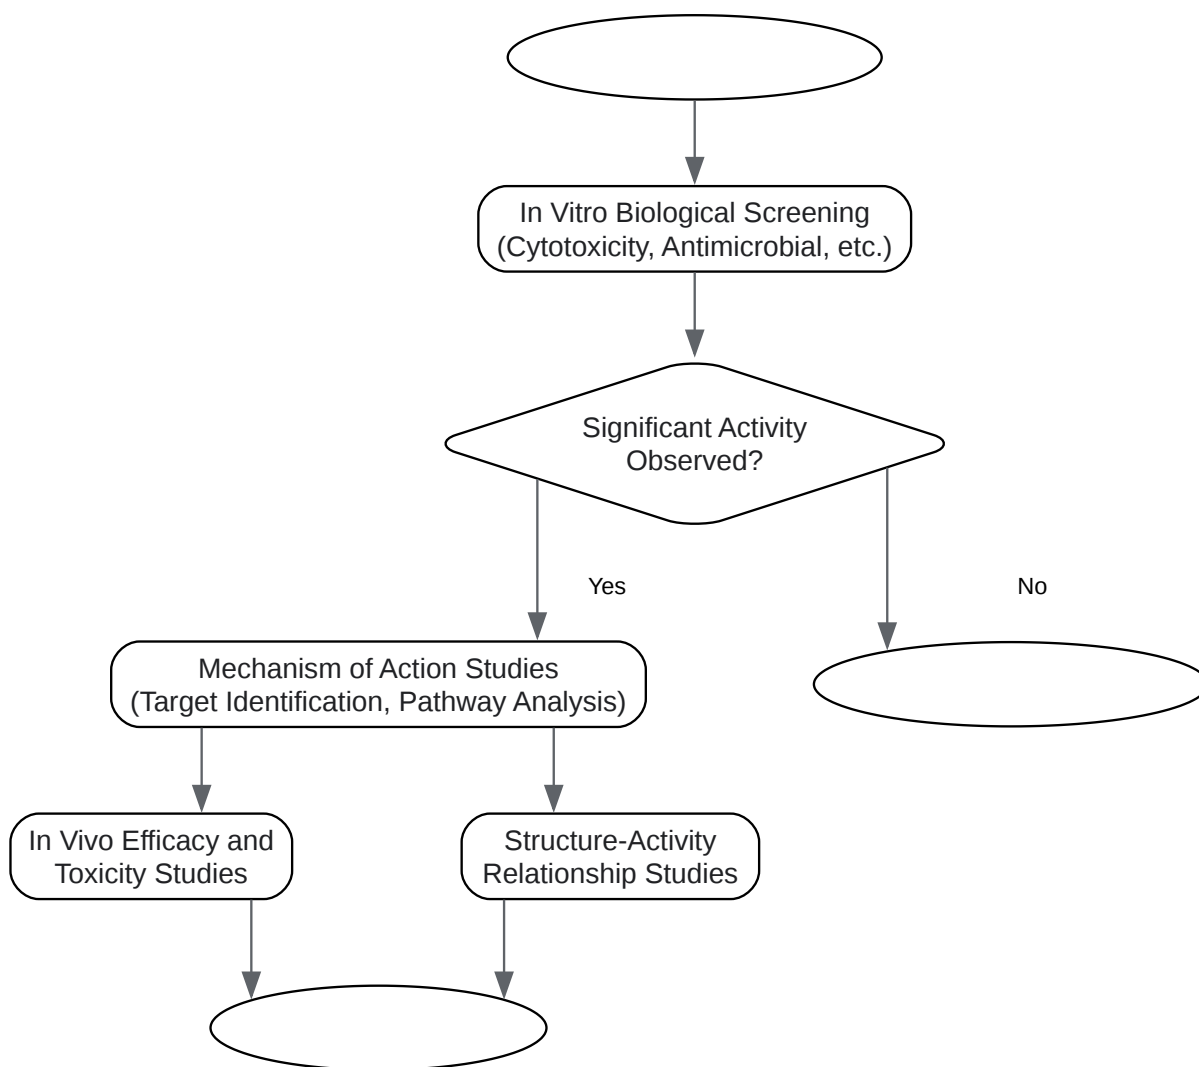 In Vitro Biological Screening
(Cytotoxicity, Antimicrobial, etc.)
Significant Activity
Observed?
Yes
No
Mechanism of Action Studies
(Target Identification, Pathway Analysis)
In Vivo Efficacy and
Toxicity Studies
Structure-Activity
Relationship Studies